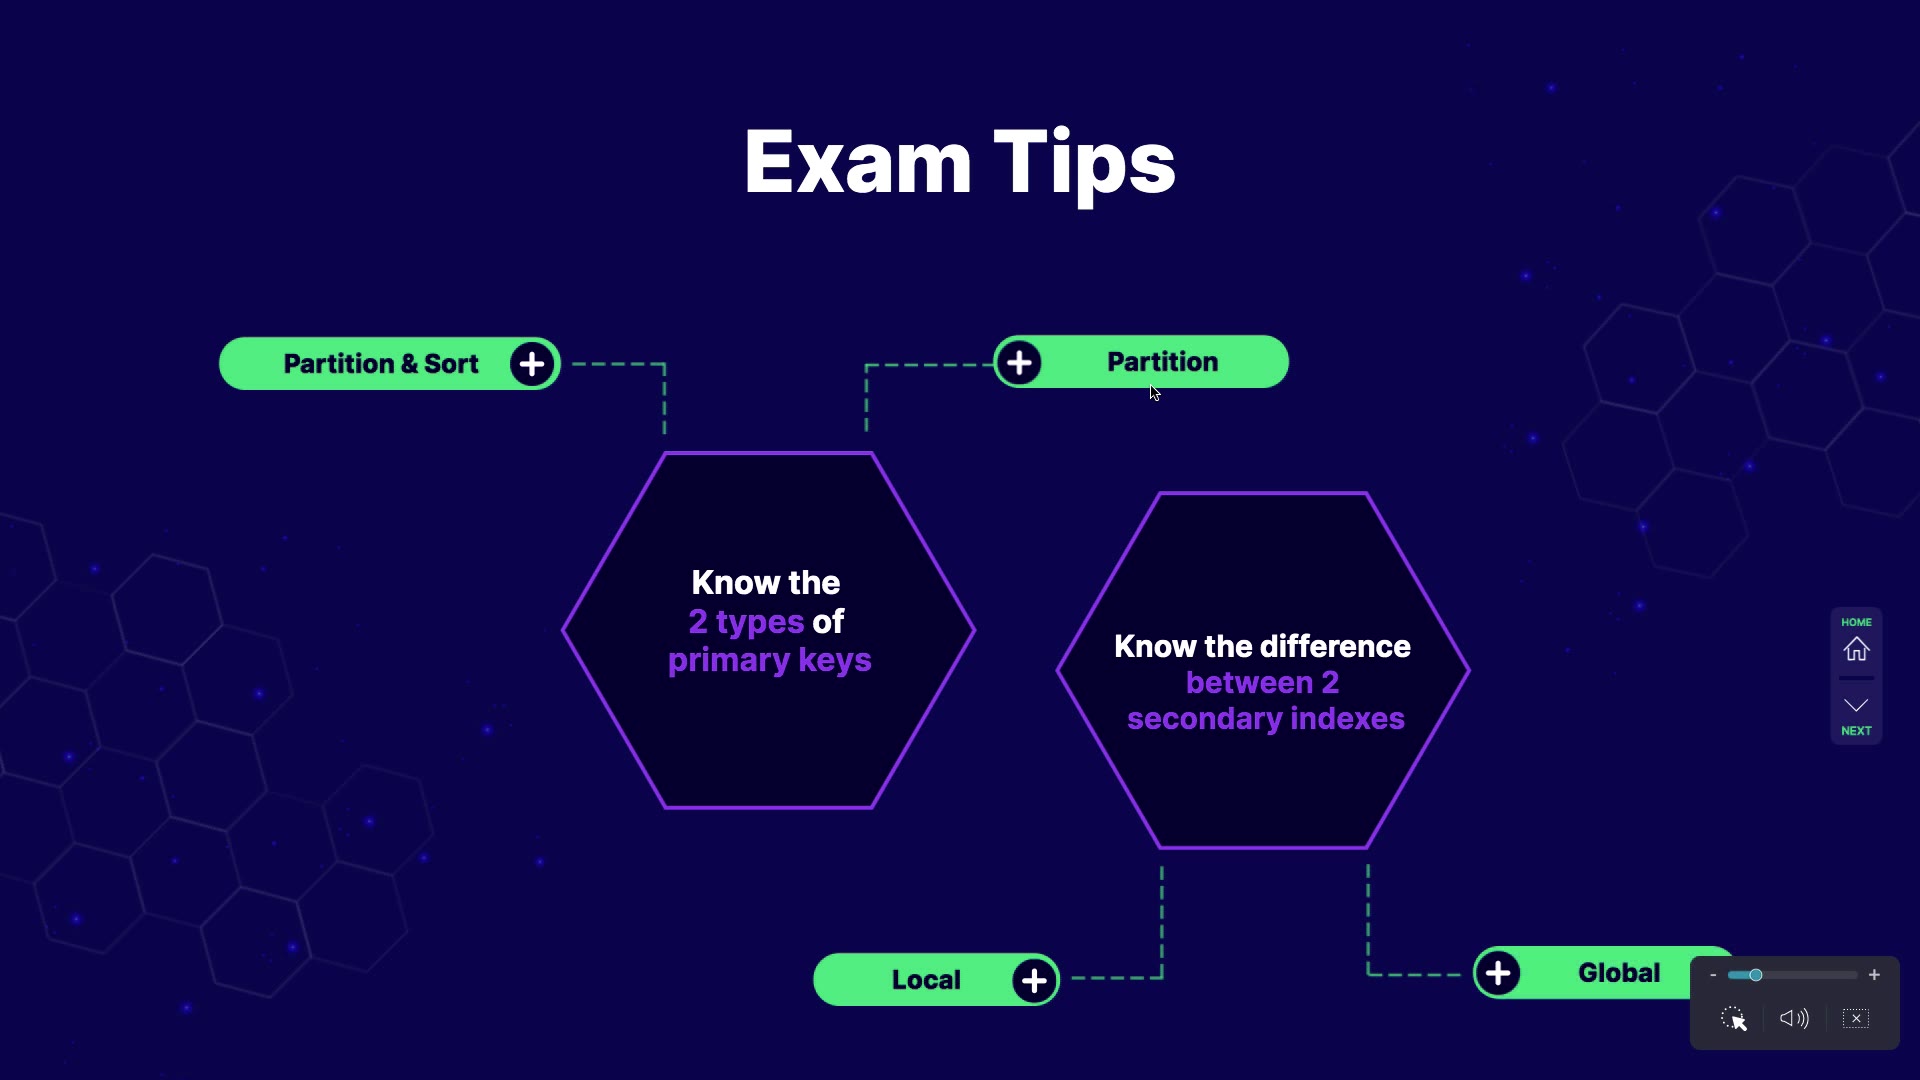 Exam Tips
Partition & Sort
Partition
Know the
2 types of
primary keys
Know the difference
between 2
secondary indexes
HOME
NEXT
Local
Global
- +